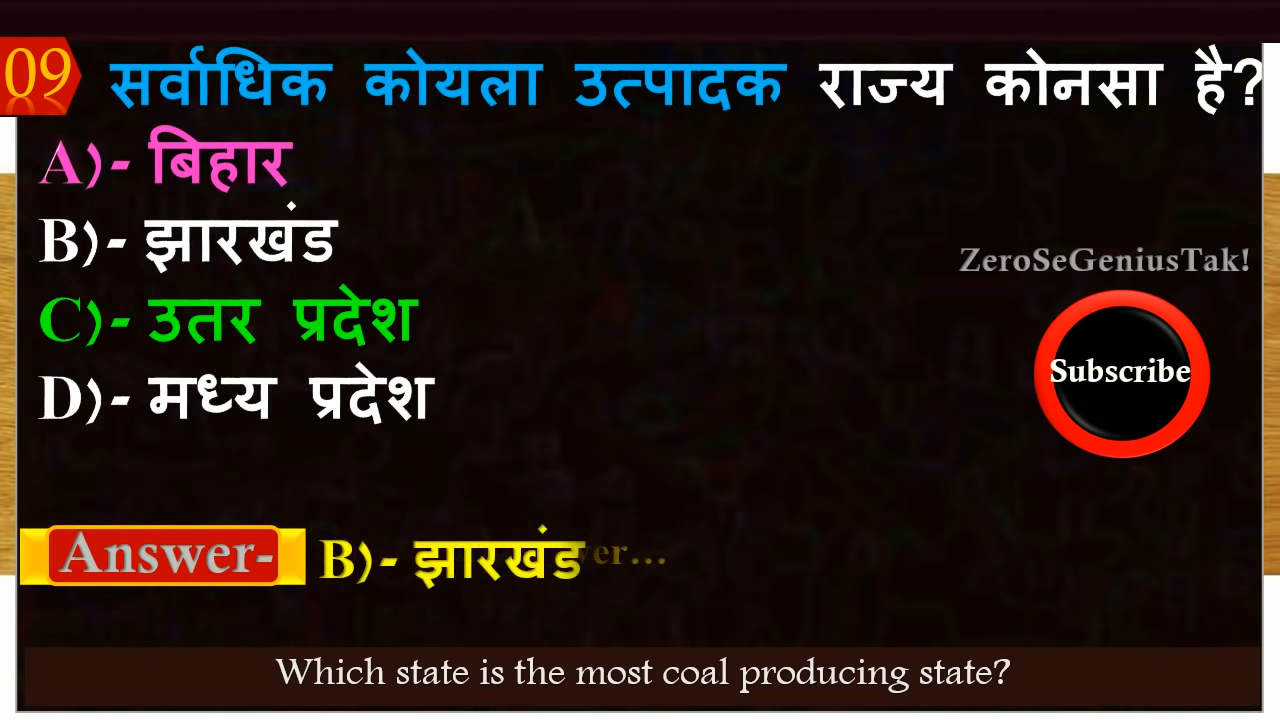 09 सर्वाधिक कोयला उत्पादक राज्य कोनसा है?
A)- बिहार
B)- झारखंड
C)- उतर प्रदेश
D)- मध्य प्रदेश
ZeroSeGeniusTak!
Subscribe
Answer- B)- झारखंड
Which state is the most coal producing state?